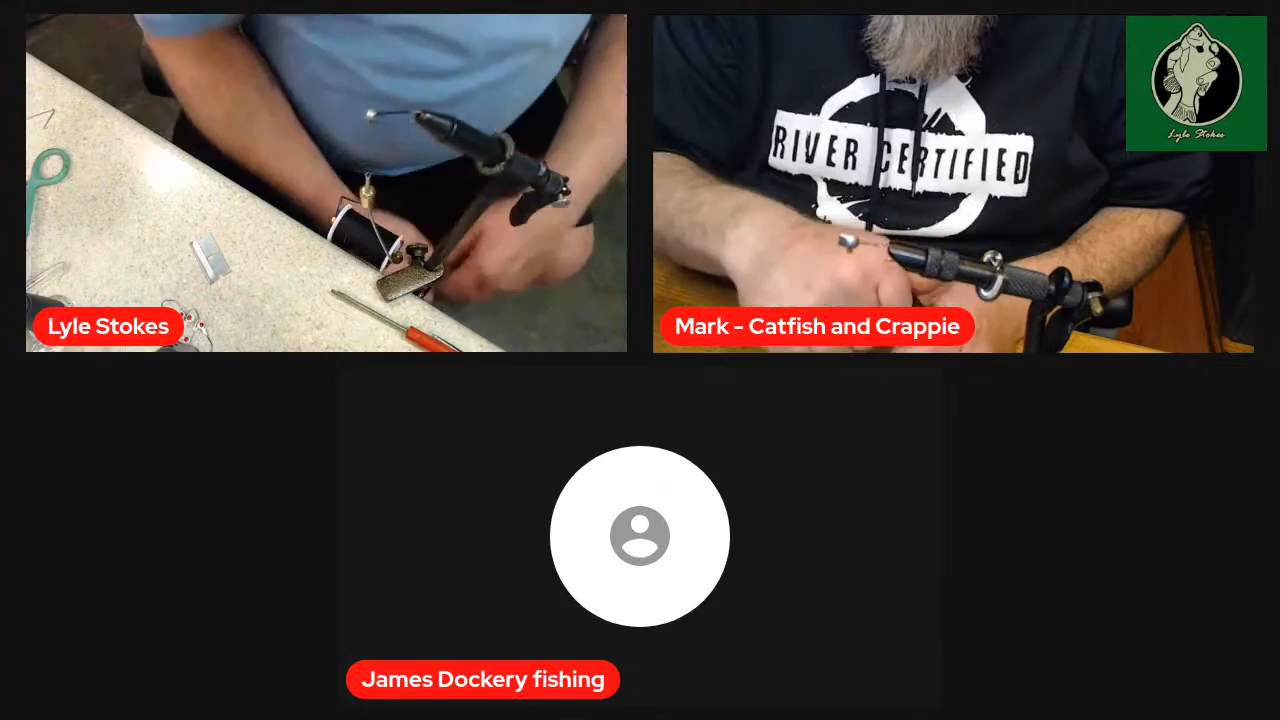 Lyle Stokes
RIVER CERTIFIED
Lyle Stokes
Mark - Catfish and Crappie
James Dockery fishing